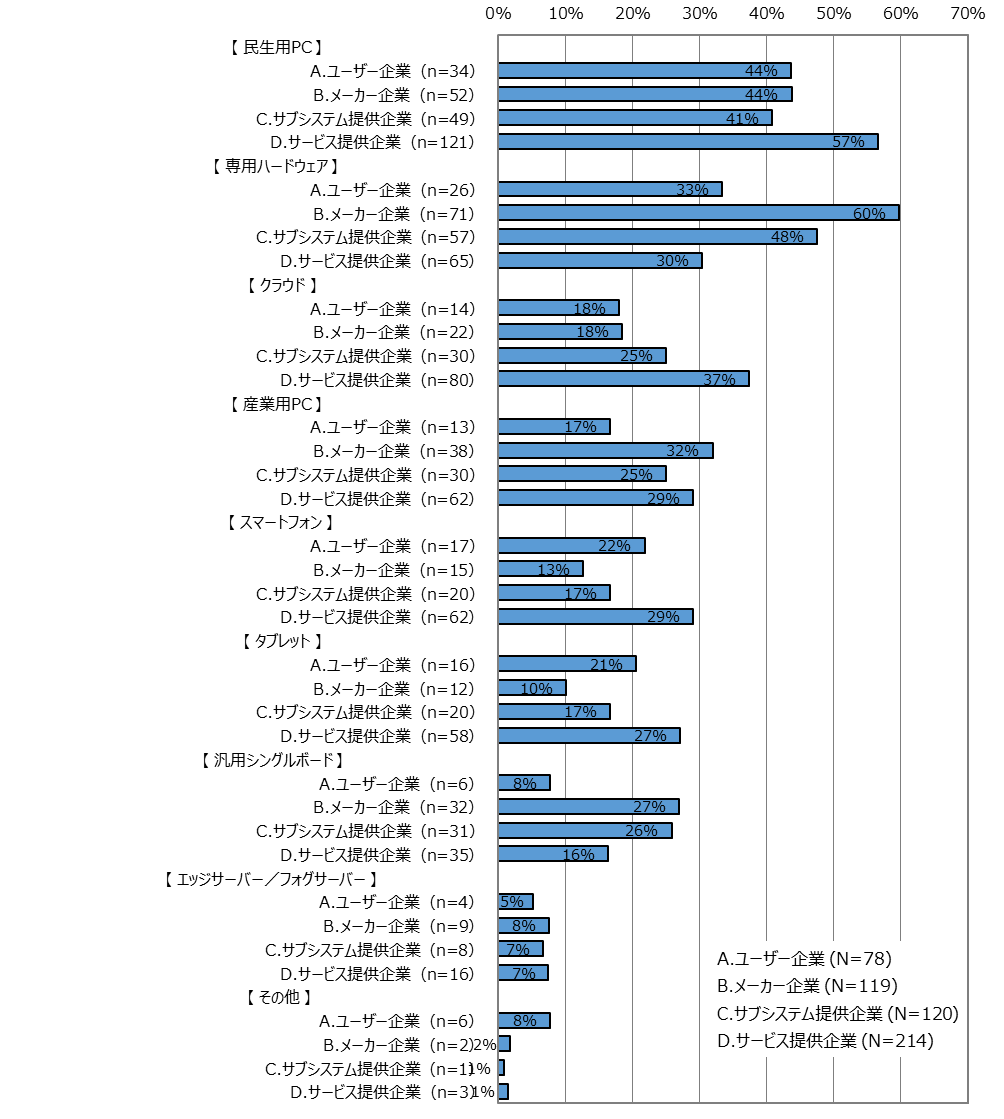 0% 10% 20% 30% 40% 50% 60% 70%
【 民生用PC】
A.ユーザー企業（n=34） 44%
B.メーカー企業（n=52） 44%
C.サブシステム提供企業（n=49） 41%
D.サービス提供企業（n=121） 57%
【 専用ハードウェア】
A.ユーザー企業（n=26） 33%
B.メーカー企業（n=71） 60%
C.サブシステム提供企業（n=57） 48%
D.サービス提供企業（n=65） 30%
【 クラウド 】
A.ユーザー企業（n=14） 18%
B.メーカー企業（n=22） 18%
C.サブシステム提供企業（n=30） 25%
D.サービス提供企業（n=80） 37%
【 産業用PC】
A.ユーザー企業（n=13） 17%
B.メーカー企業（n=38） 32%
C.サブシステム提供企業（n=30） 25%
D.サービス提供企業（n=62） 29%
【 スマートフォン 】
A.ユーザー企業（n=17） 22%
B.メーカー企業（n=15） 13%
C.サブシステム提供企業（n=20） 17%
D.サービス提供企業（n=62） 29%
【 タブレット 】
A.ユーザー企業（n=16） 21%
B.メーカー企業（n=12） 10%
C.サブシステム提供企業（n=20） 17%
D.サービス提供企業（n=58） 27%
【 汎用シングルボード】
A.ユーザー企業（n=6） 8%
B.メーカー企業（n=32） 27%
C.サブシステム提供企業（n=31） 26%
D.サービス提供企業（n=35） 16%
【 エッジサーバー／フォグサーバー 】
A.ユーザー企業（n=4） 5%
B.メーカー企業（n=9） 8%
C.サブシステム提供企業（n=8） 7%
D.サービス提供企業（n=16） 7%
【 その他 】
A.ユーザー企業（n=6） 8%
B.メーカー企業（n=2） 2%
C.サブシステム提供企業（n=1） 1%
D.サービス提供企業（n=3） 1%
A.ユーザー企業 (N=78)
B.メーカー企業 (N=119)
C.サブシステム提供企業 (N=120)
D.サービス提供企業 (N=214)